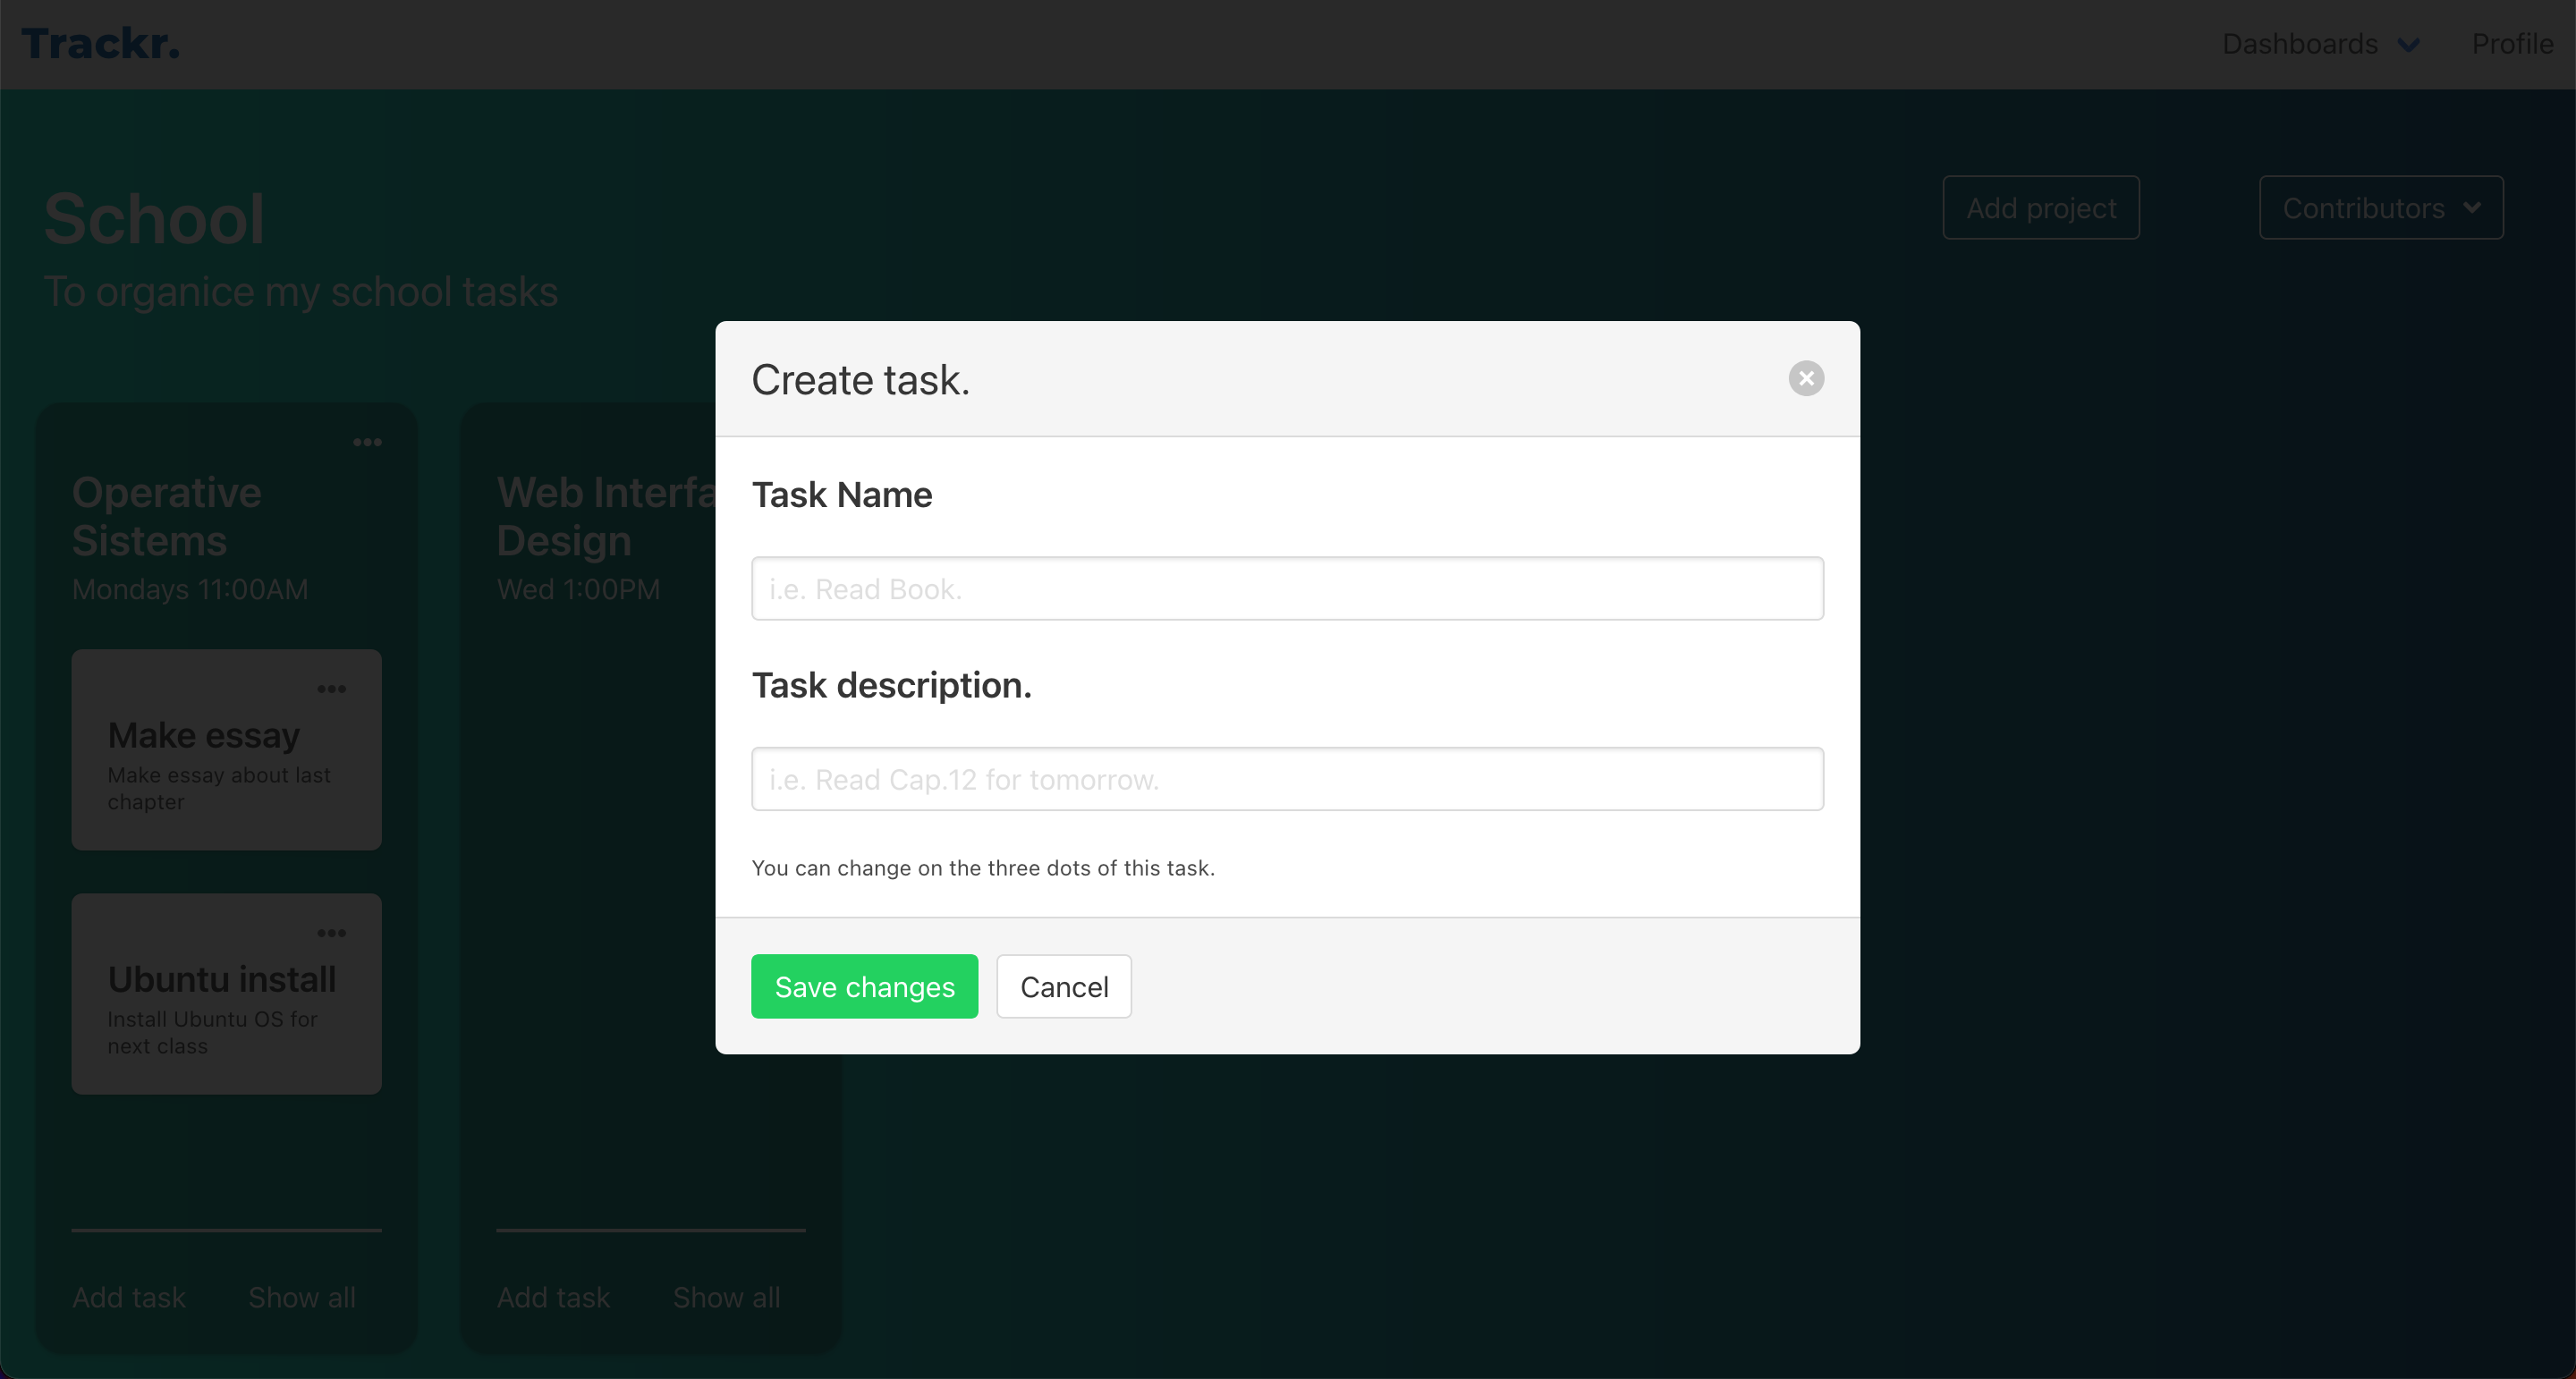 Trackr.
Dashboards
Profile
School
To organice my school tasks
Add project
Contributors
Operative
Sistems
Mondays 11:00AM
Make essay
Make essay about last
chapter
Ubuntu install
Install Ubuntu OS for
next class
Add task
Show all
Web Interfa
Design
Wed 1:00PM
Add task
Show all
Create task.
Task Name
i.e. Read Book.
Task description.
i.e. Read Cap.12 for tomorrow.
You can change on the three dots of this task.
Save changes
Cancel